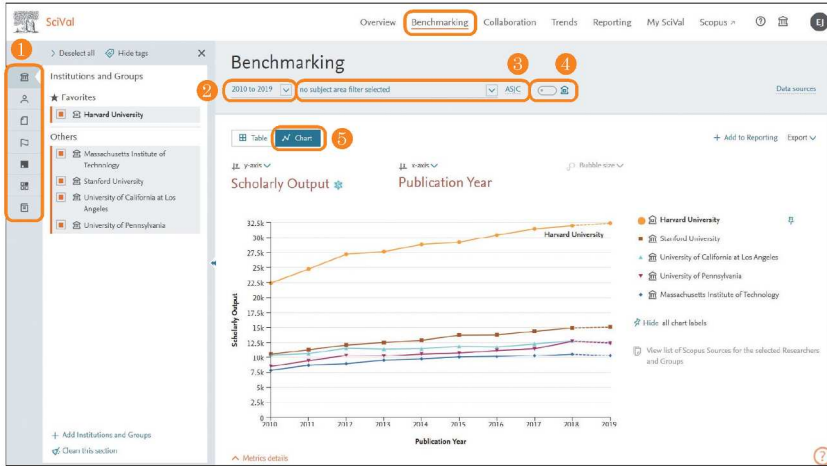 SciVal
Overview Benchmarking Collaboration Trends Reporting My SciVal Scopus ↗ EJ
1
> Deselect all Hide tags X
Institutions and Groups
★ Favorites
Harvard University
Others
Massachusetts Institute of
Technology
Stanford University
University of California at Los
Angeles
University of Pennsylvania
+ Add Institutions and Groups
Clean this section
Benchmarking
2 3 4
2010 to 2019 no subject area filter selected ASJC
Data sources
Table Chart 5
+ Add to Reporting Export
y-axis x-axis Bubble size
Scholarly Output Publication Year
32.5k
30k
27.5k
25k
22.5k
20k
17.5k
15k
12.5k
10k
7.5k
5k
2.5k
0
Scholarly Output
Harvard University
2010 2011 2012 2013 2014 2015 2016 2017 2018 2019
Publication Year
Harvard University
Stanford University
University of California at Los Angeles
University of Pennsylvania
Massachusetts Institute of Technology
Hide all chart labels
View list of Scopus Sources for the selected Researchers
and Groups
Metrics details
?